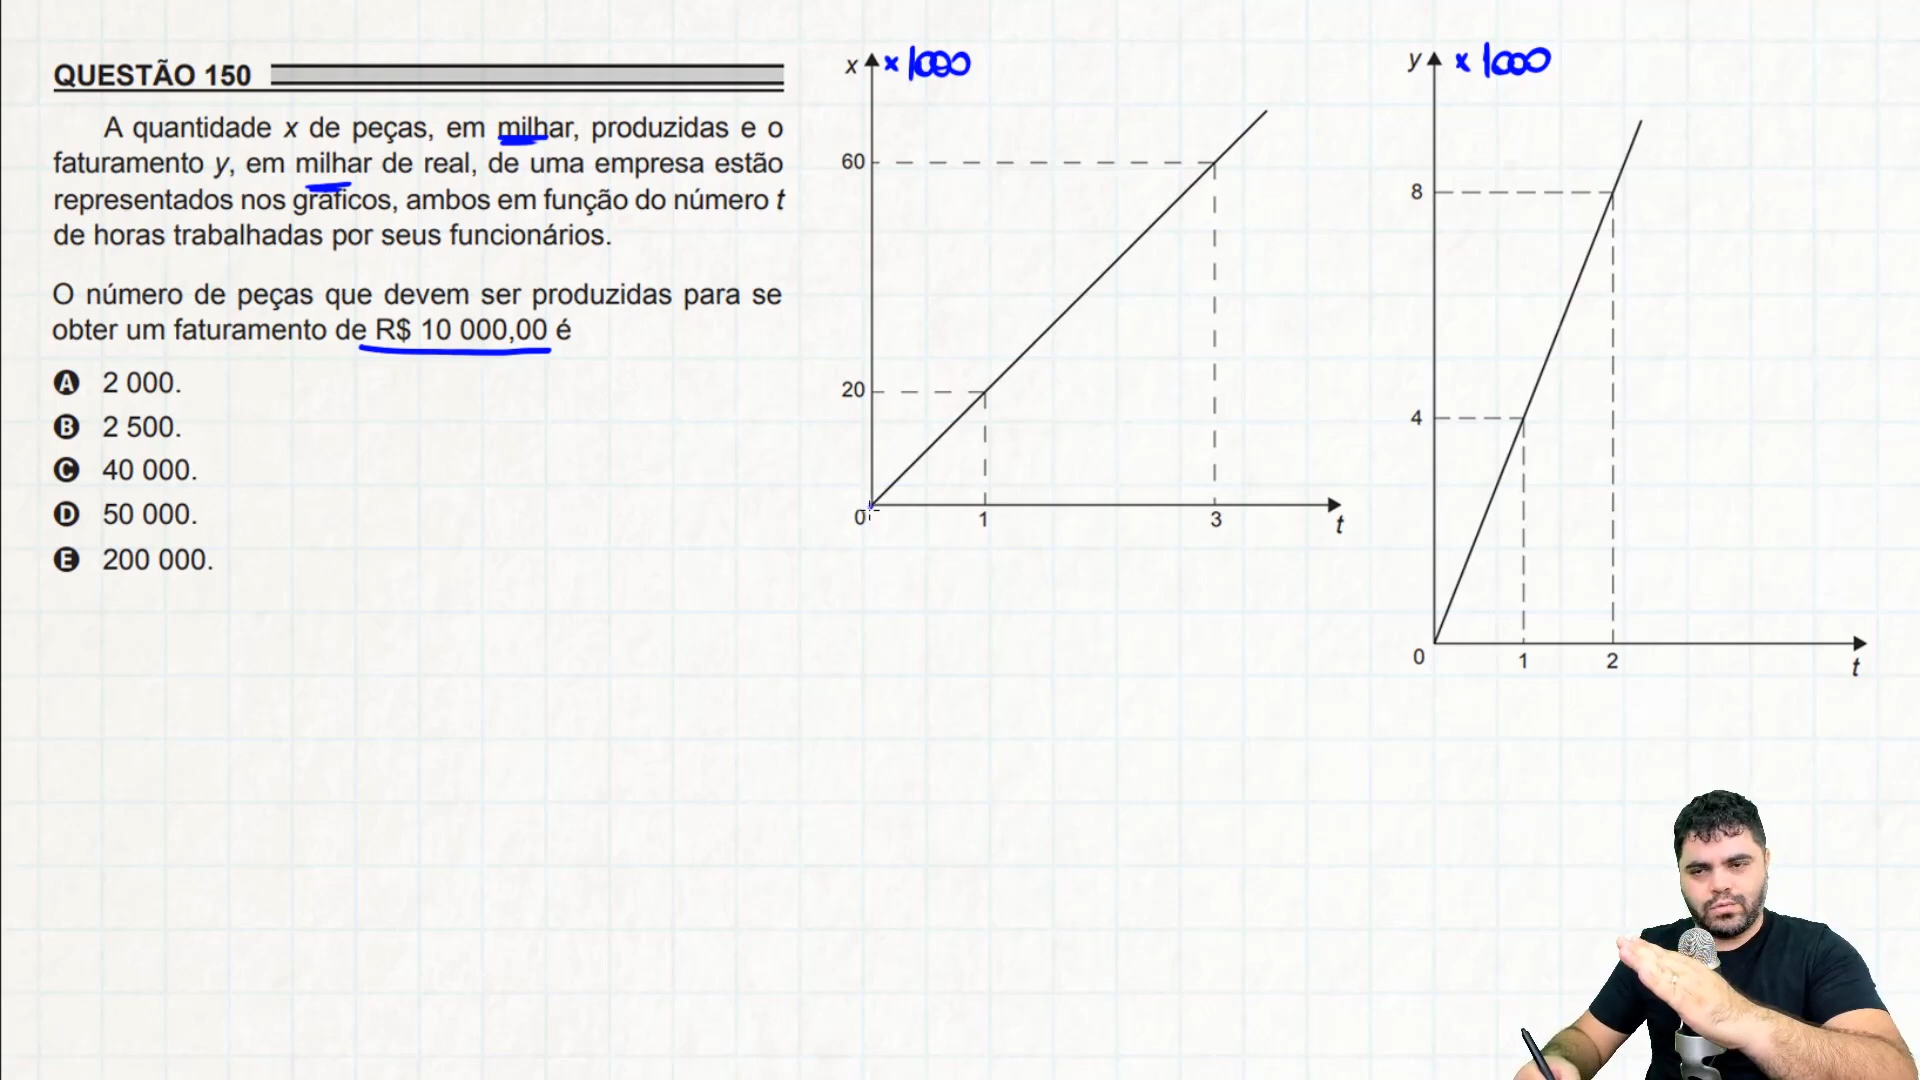 QUESTÃO 150
A quantidade x de peças, em milhar, produzidas e o
faturamento y, em milhar de real, de uma empresa estão
representados nos gráficos, ambos em função do número t
de horas trabalhadas por seus funcionários.
O número de peças que devem ser produzidas para se
obter um faturamento de R$ 10 000,00 é
A 2 000.
B 2 500.
C 40 000.
D 50 000.
E 200 000.
x x 1000
60
20
0 1 3 t
y x 1000
8
4
0 1 2 t